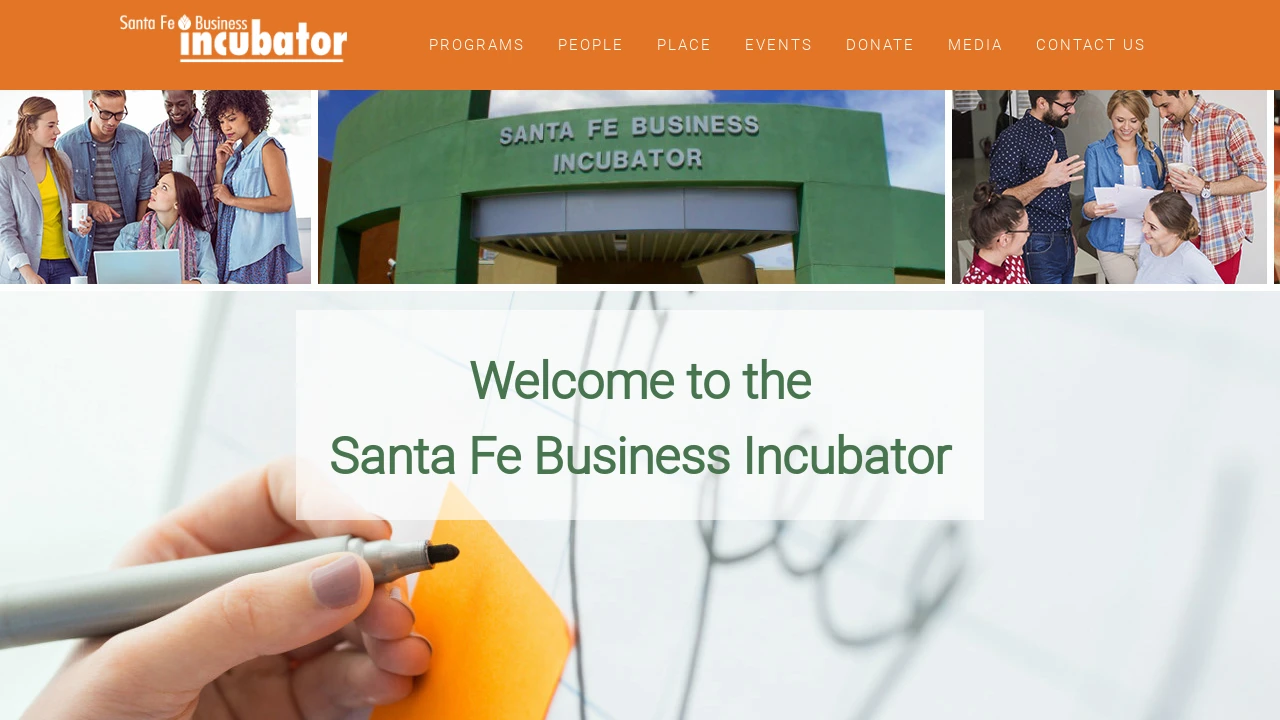 Santa Fe Business
incubator
PROGRAMS PEOPLE PLACE EVENTS DONATE MEDIA CONTACT US
SANTA FE BUSINESS
INCUBATOR
Welcome to the
Santa Fe Business Incubator